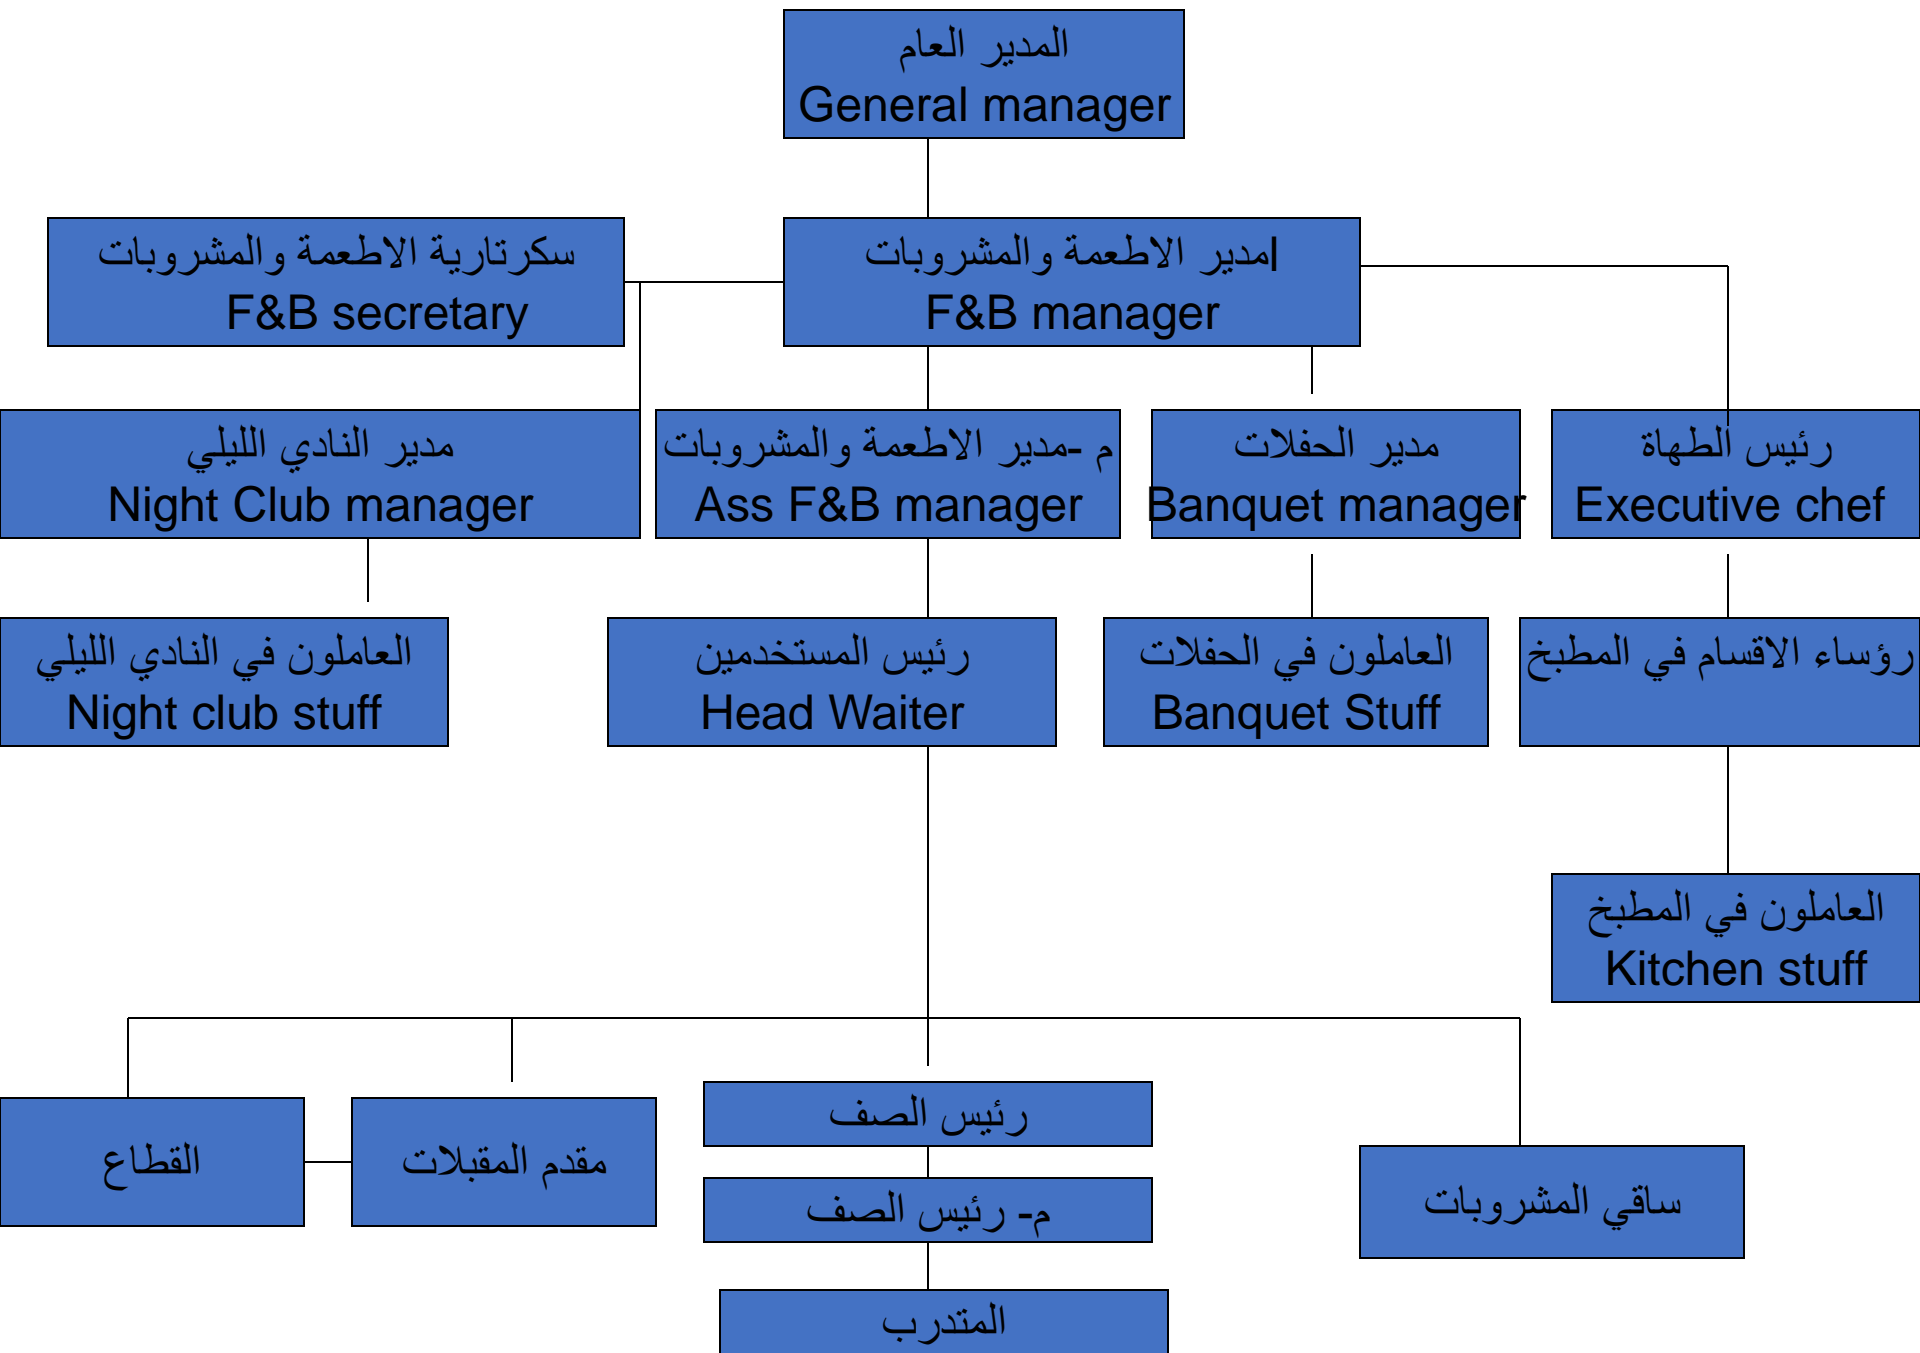 المدير العام
General manager
سكرتارية الاطعمة والمشروبات
F&B secretary
امدير الاطعمة والمشروبات
F&B manager
مدير النادي الليلي
Night Club manager
م -مدير الاطعمة والمشروبات
Ass F&B manager
مدير الحفلات
Banquet manager
رئيس الطهاة
Executive chef
العاملون في النادي الليلي
Night club stuff
رئيس المستخدمين
Head Waiter
العاملون في الحفلات
Banquet Stuff
رؤساء الاقسام في المطبخ
العاملون في المطبخ
Kitchen stuff
القطاع
مقدم المقبلات
رئيس الصف
م- رئيس الصف
المتدرب
ساقي المشروبات